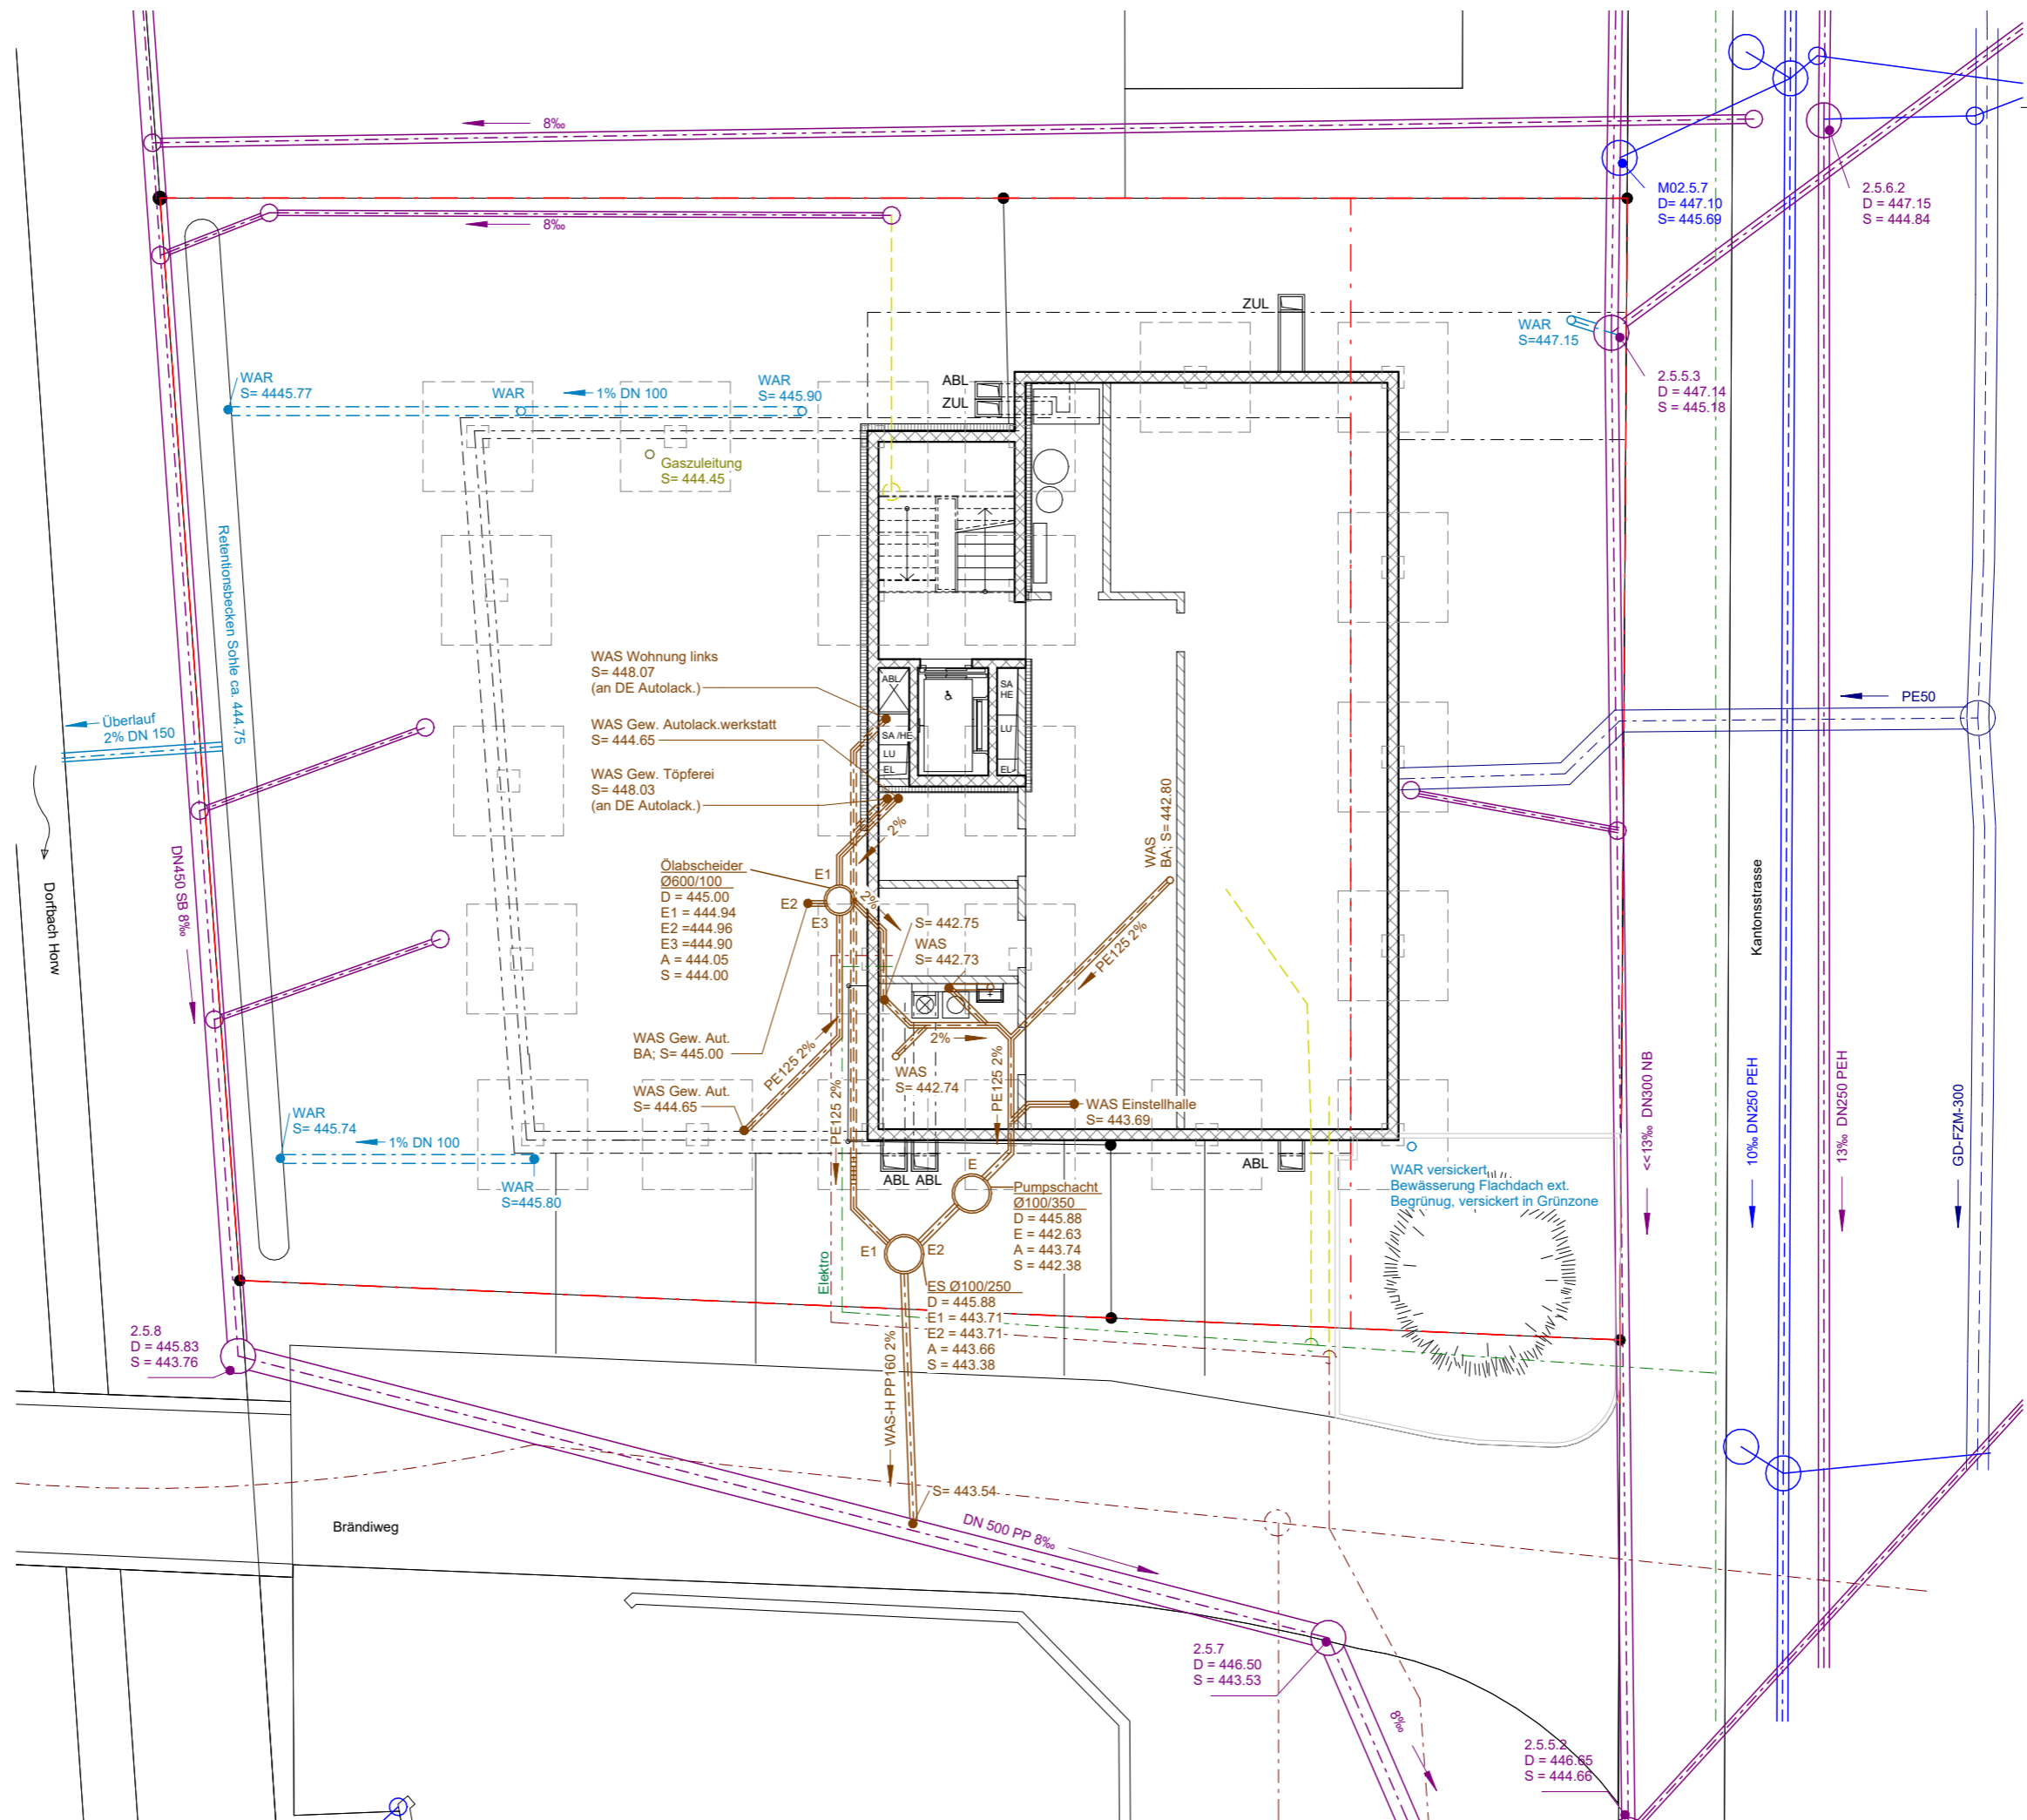 8‰
8‰
M02.5.7
D= 447.10
S= 445.69
2.5.6.2
D = 447.15
S = 444.84
ZUL
WAR
S=447.15
2.5.5.3
D = 447.14
S = 445.18
WAR
S= 4445.77
WAR
1% DN 100
WAR
S= 445.90
ABL
ZUL
Gaszuleitung
S= 444.45
Retentionsbecken Sohle ca. 444.75
Überlauf
2% DN 150
WAS Wohnung links
S= 448.07
(an DE Autolack.)
WAS Gew. Autolack.werkstatt
S= 444.65
WAS Gew. Töpferei
S= 448.03
(an DE Autolack.)
ABL
SA /HE
LU
EL
SA
HE
LU
EL
PE50
2%
WAS
BA; S= 442.80
Ölabscheider
Ø600/100
D = 445.00
E1 = 444.94
E2 =444.96
E3 =444.90
A = 444.05
S = 444.00
E1
E2
E3
2%
S= 442.75
WAS
S= 442.73
PE125 2%
DN450 SB 8‰
Dorfbach Horw
Kantonsstrasse
WAS Gew. Aut.
BA; S= 445.00
WAS Gew. Aut.
S= 444.65
PE125 2%
PE125 2%
2%
WAS
S= 442.74
PE125 2%
WAS Einstellhalle
S= 443.69
WAR
S= 445.74
1% DN 100
WAR
S=445.80
ABL
ABL
ABL
E
Pumpschacht
Ø100/350
D = 445.88
E = 442.63
A = 443.74
S = 442.38
WAR versickert
Bewässerung Flachdach ext.
Begrünug, versickert in Grünzone
<<13‰ DN300 NB
10‰ DN250 PEH
13‰ DN250 PEH
GD-FZM-300
E1
E2
Elektro
ES Ø100/250
D = 445.88
E1 = 443.71
E2 = 443.71
A = 443.66
S = 443.38
2.5.8
D = 445.83
S = 443.76
WAS-H PP160 2%
S= 443.54
Brändiweg
DN 500 PP 8‰
2.5.7
D = 446.50
S = 443.53
8‰
2.5.5.2
D = 446.65
S = 444.66